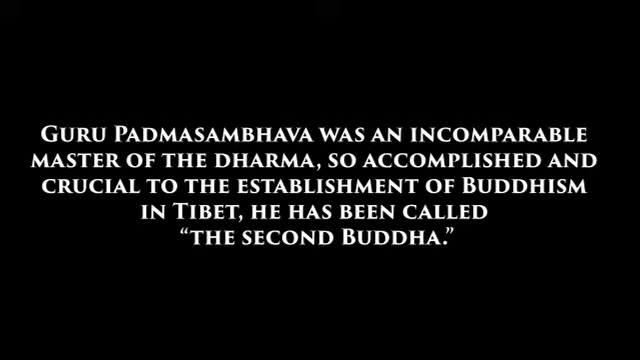 Guru Padmasambhava was an incomparable
master of the dharma, so accomplished and
crucial to the establishment of Buddhism
in Tibet, he has been called
“the second Buddha.”